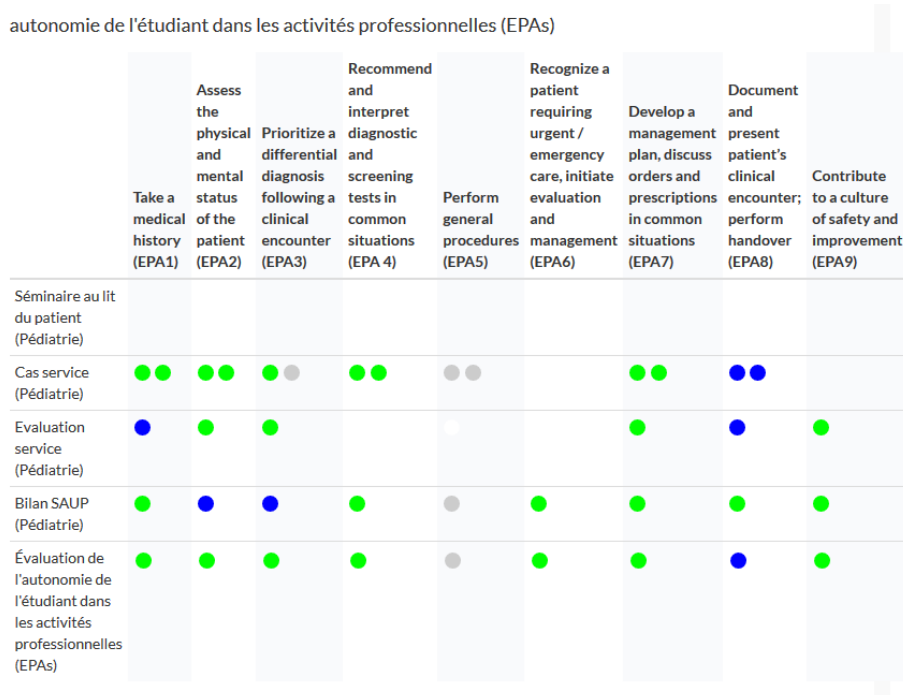 autonomie de l'étudiant dans les activités professionnelles (EPAs)
Take a
medical
history
(EPA1)
Assess
the
physical
and
mental
status
of the
patient
(EPA2)
Prioritize a
differential
diagnosis
following a
clinical
encounter
(EPA3)
Recommend
and
interpret
diagnostic
and
screening
tests in
common
situations
(EPA 4)
Perform
general
procedures
(EPA5)
Recognize a
patient
requiring
urgent /
emergency
care, initiate
evaluation
and
management
(EPA6)
Develop a
management
plan, discuss
orders and
prescriptions
in common
situations
(EPA7)
Document
and
present
patient's
clinical
encounter;
perform
handover
(EPA8)
Contribute
to a culture
of safety and
improvement
(EPA9)
Séminaire au lit
du patient
(Pédiatrie)
Cas service
(Pédiatrie)
Evaluation
service
(Pédiatrie)
Bilan SAUP
(Pédiatrie)
Évaluation de
l'autonomie de
l'étudiant dans
les activités
professionnelles
(EPAs)